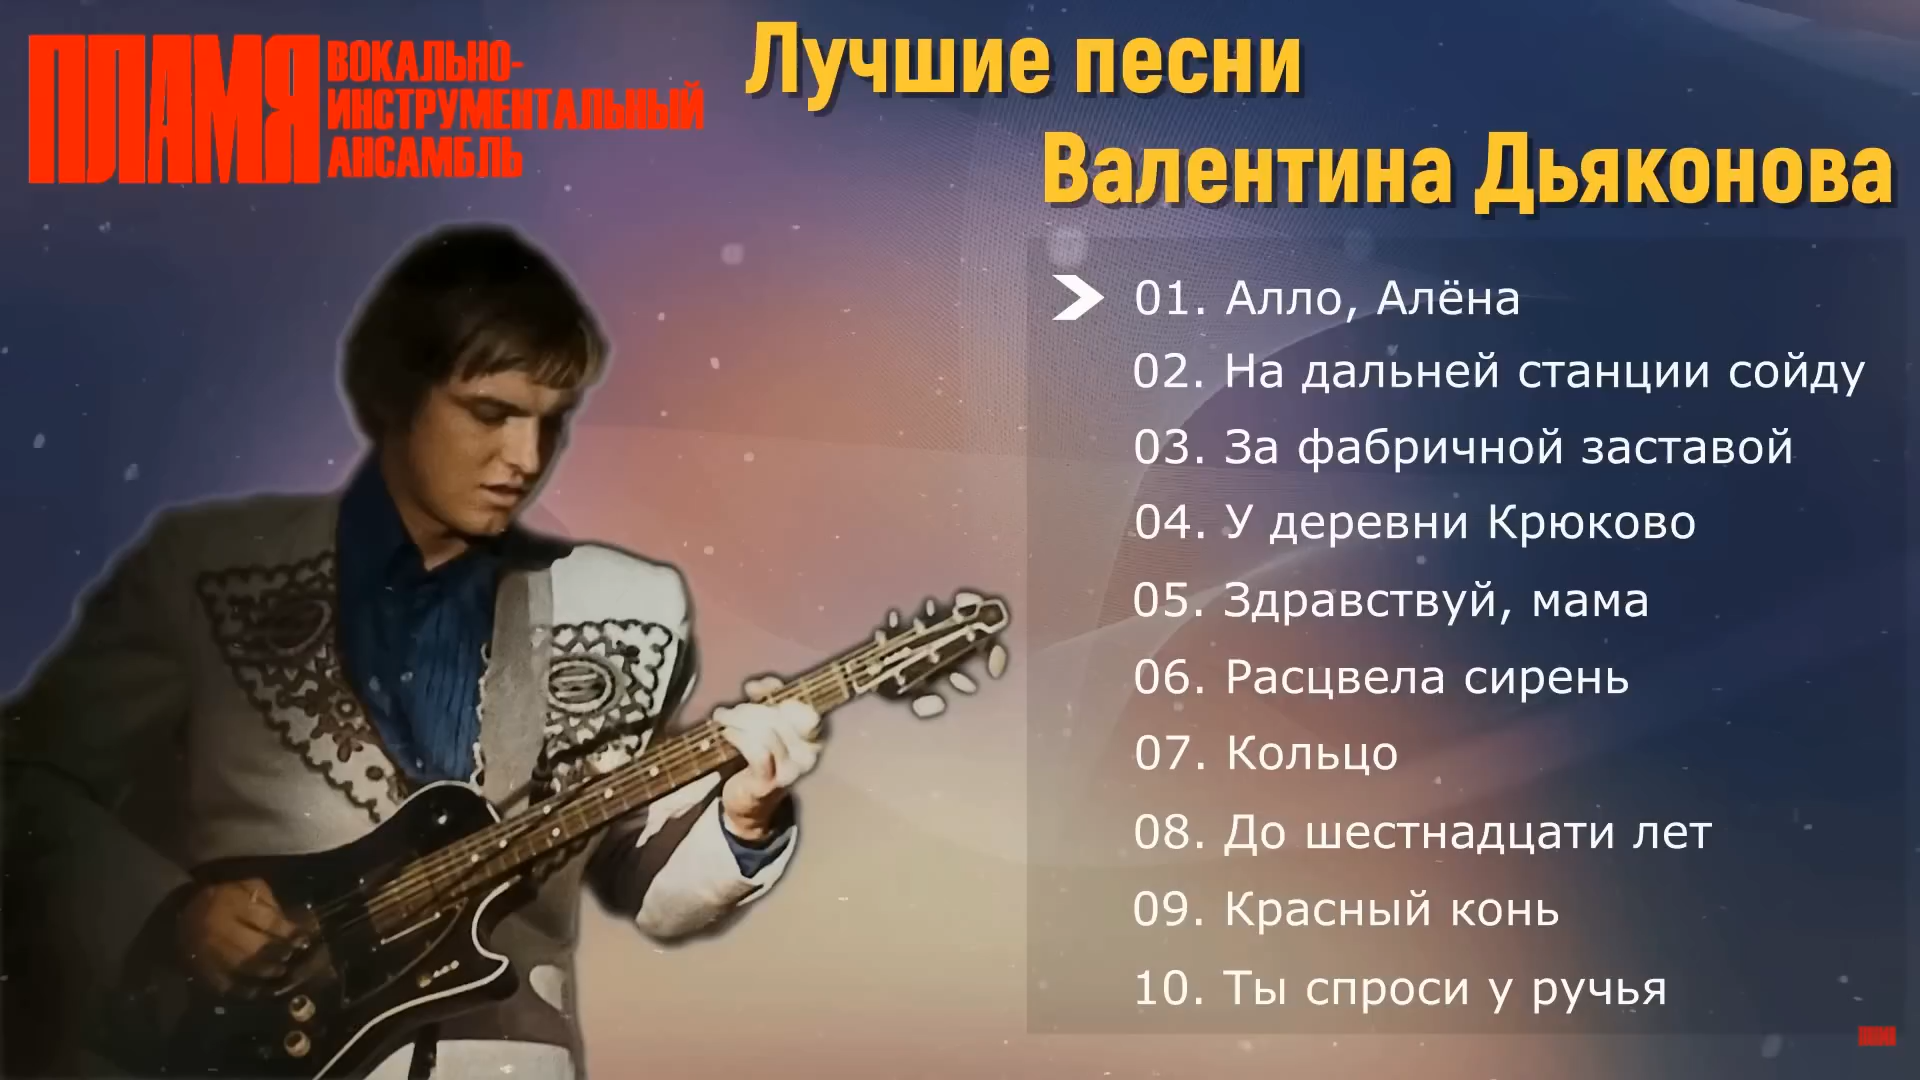 ПЛАМЯ
ВОКАЛЬНО-
ИНСТРУМЕНТАЛЬНЫЙ
АНСАМБЛЬ
Лучшие песни
Валентина Дьяконова
01. Алло, Алёна
02. На дальней станции сойду
03. За фабричной заставой
04. У деревни Крюково
05. Здравствуй, мама
06. Расцвела сирень
07. Кольцо
08. До шестнадцати лет
09. Красный конь
10. Ты спроси у ручья
ПЛАМЯ